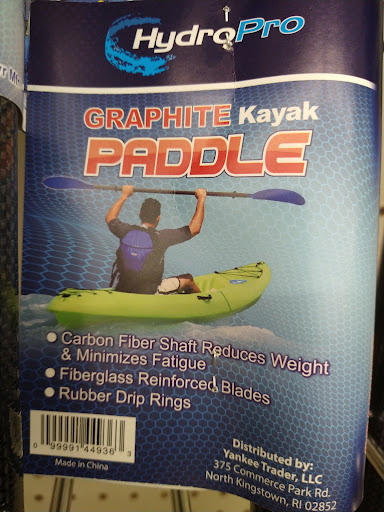 HydroPro
GRAPHITE Kayak
PADDLE
Carbon Fiber Shaft Reduces Weight
& Minimizes Fatigue
Fiberglass Reinforced Blades
Rubber Drip Rings
0 99991 44936 3
Made in China
Distributed by:
Yankee Trader, LLC
375 Commerce Park Rd.
North Kingstown, RI 02852